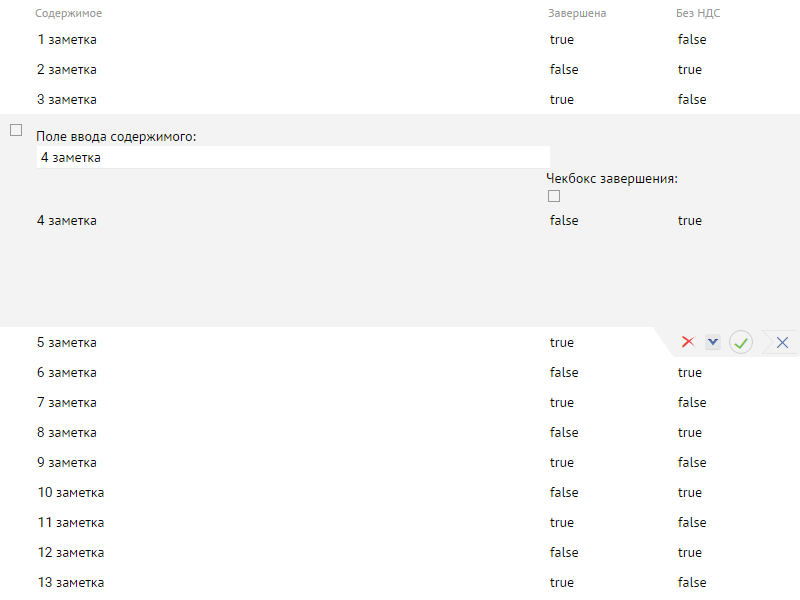 Содержимое Завершена Без НДС
1 заметка true false
2 заметка false true
3 заметка true false
Поле ввода содержимого:
4 заметка
Чекбокс завершения:
4 заметка false true
5 заметка true
6 заметка false true
7 заметка true false
8 заметка false true
9 заметка true false
10 заметка false true
11 заметка true false
12 заметка false true
13 заметка true false